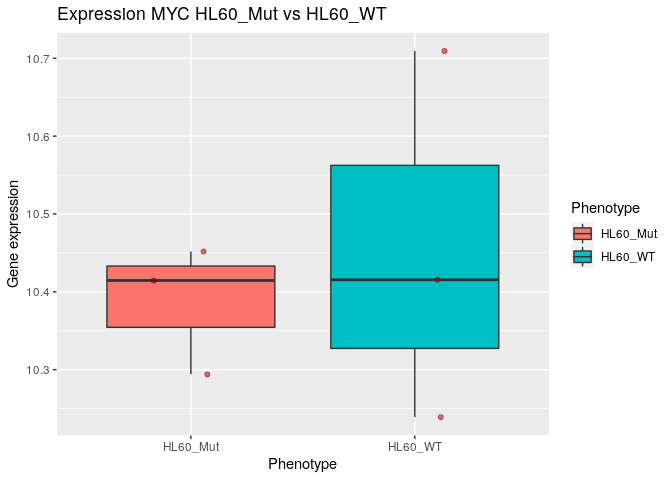 Expression MYC HL60_Mut vs HL60_WT
10.7
10.6
10.5
10.4
10.3
Gene expression
HL60_Mut
HL60_WT
Phenotype
Phenotype
HL60_Mut
HL60_WT